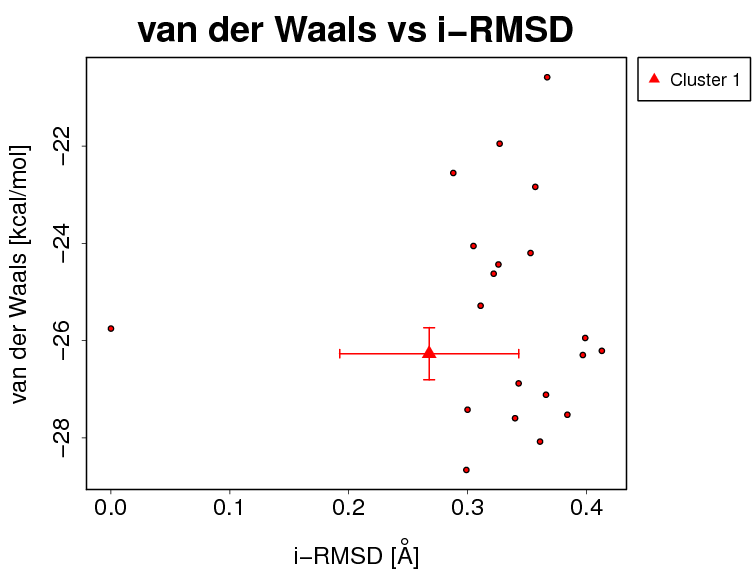 van der Waals vs i−RMSD
Cluster 1
van der Waals [kcal/mol]
−22
−24
−26
−28
0.0 0.1 0.2 0.3 0.4
i−RMSD [Å]